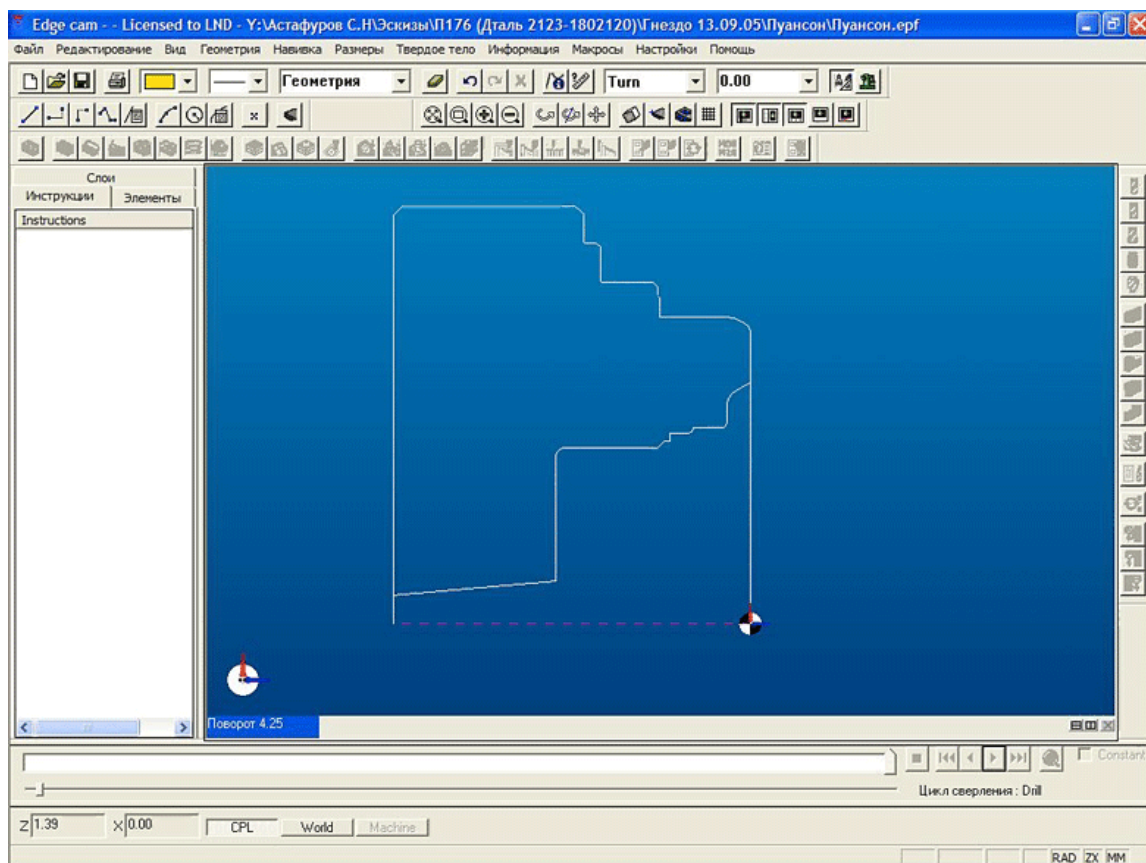 Edge cam - - Licensed to LND - Y:\Астафуров С.Н\Эскизы\П176 (Дталь 2123-1802120)\Гнездо 13.09.05\Пуансон\Пуансон.epf
Файл Редактирование Вид Геометрия Навивка Размеры Твердое тело Информация Макросы Настройки Помощь
Геометрия Turn 0.00
Слои
Инструкции Элементы
Instructions
Поворот 4.25
Constant
Цикл сверления : Drill
Z 1.39 X 0.00 CPL World Machine
RAD ZX MM